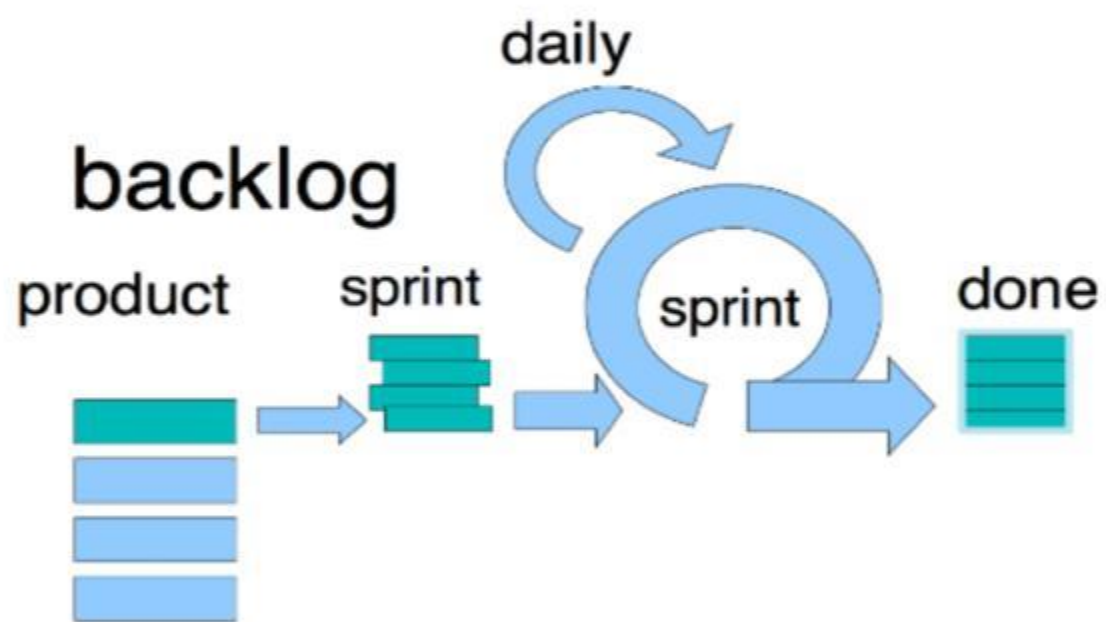 daily
backlog
product
sprint
sprint
done